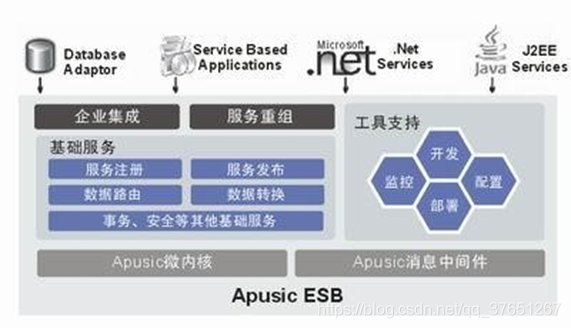 Database
Adaptor
Service Based
Applications
Microsoft
.net
.Net
Services
Java
J2EE
Services
企业集成
服务重组
工具支持
基础服务
服务注册
服务发布
数据路由
数据转换
事务、安全等其他基础服务
开发
监控
配置
部署
Apusic微内核
Apusic消息中间件
Apusic ESB
https://blog.csdn.net/qq_37651267